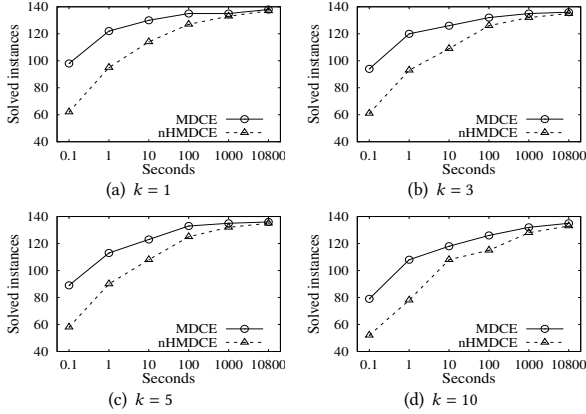 140
120
100
80
60
40
Solved instances
MDCE
nHMDCE
0.1 1 10 100 1000 10800
Seconds
(a) k = 1
140
120
100
80
60
40
Solved instances
MDCE
nHMDCE
0.1 1 10 100 1000 10800
Seconds
(b) k = 3
140
120
100
80
60
40
Solved instances
MDCE
nHMDCE
0.1 1 10 100 1000 10800
Seconds
(c) k = 5
140
120
100
80
60
40
Solved instances
MDCE
nHMDCE
0.1 1 10 100 1000 10800
Seconds
(d) k = 10